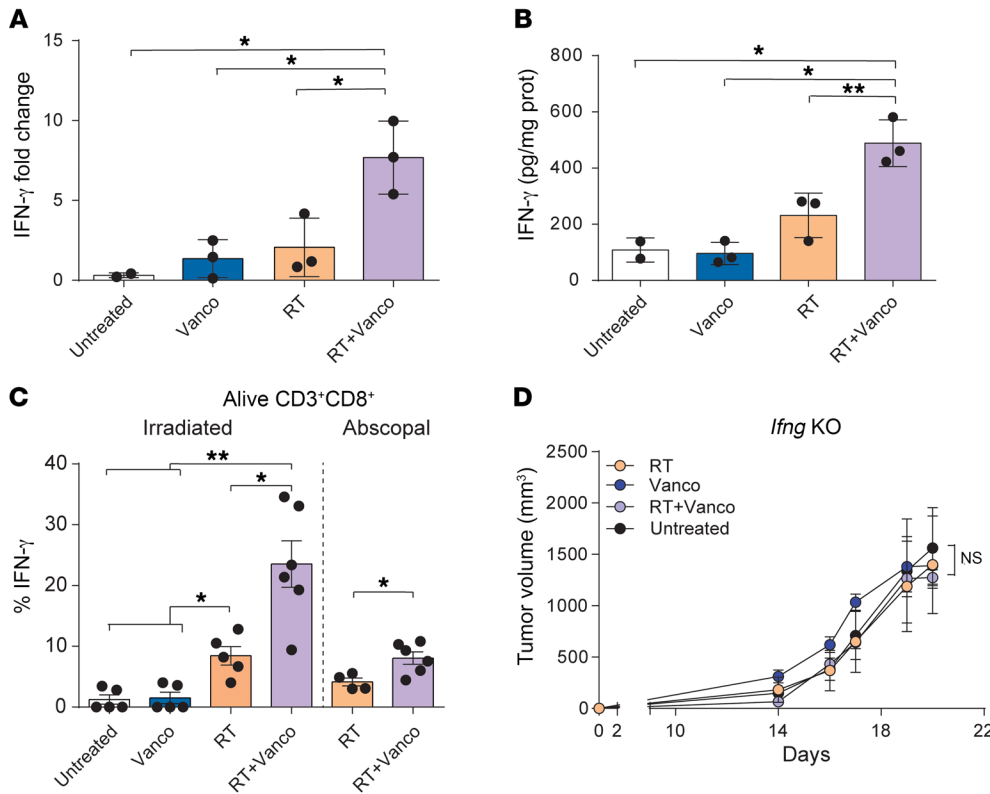 A
IFN-γ fold change
15
10
5
0
*
*
*
Untreated
Vanco
RT
RT+Vanco
B
IFN-γ (pg/mg prot)
800
600
400
200
0
*
*
**
Untreated
Vanco
RT
RT+Vanco
C
Alive CD3⁺CD8⁺
Irradiated
Abscopal
% IFN-γ
40
30
20
10
0
**
*
*
*
Untreated
Vanco
RT
RT+Vanco
RT
RT+Vanco
D
Ifng KO
Tumor volume (mm³)
2500
2000
1500
1000
500
0
RT
Vanco
RT+Vanco
Untreated
NS
0 2 10 14 18 22
Days